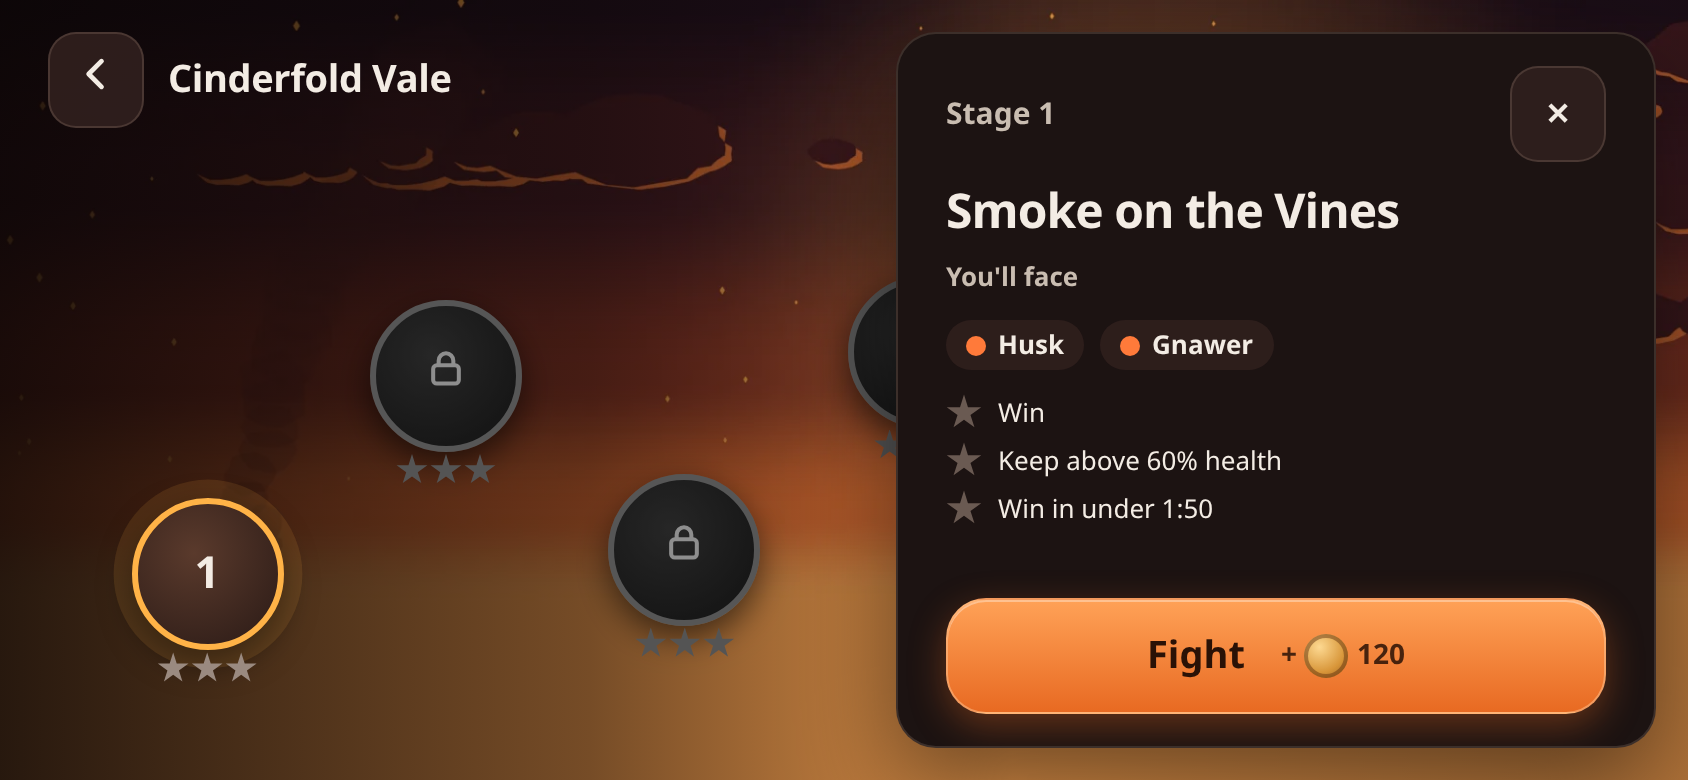 Cinderfold Vale
Stage 1
Smoke on the Vines
You'll face
Husk
Gnawer
Win
Keep above 60% health
Win in under 1:50
1
Fight + 120